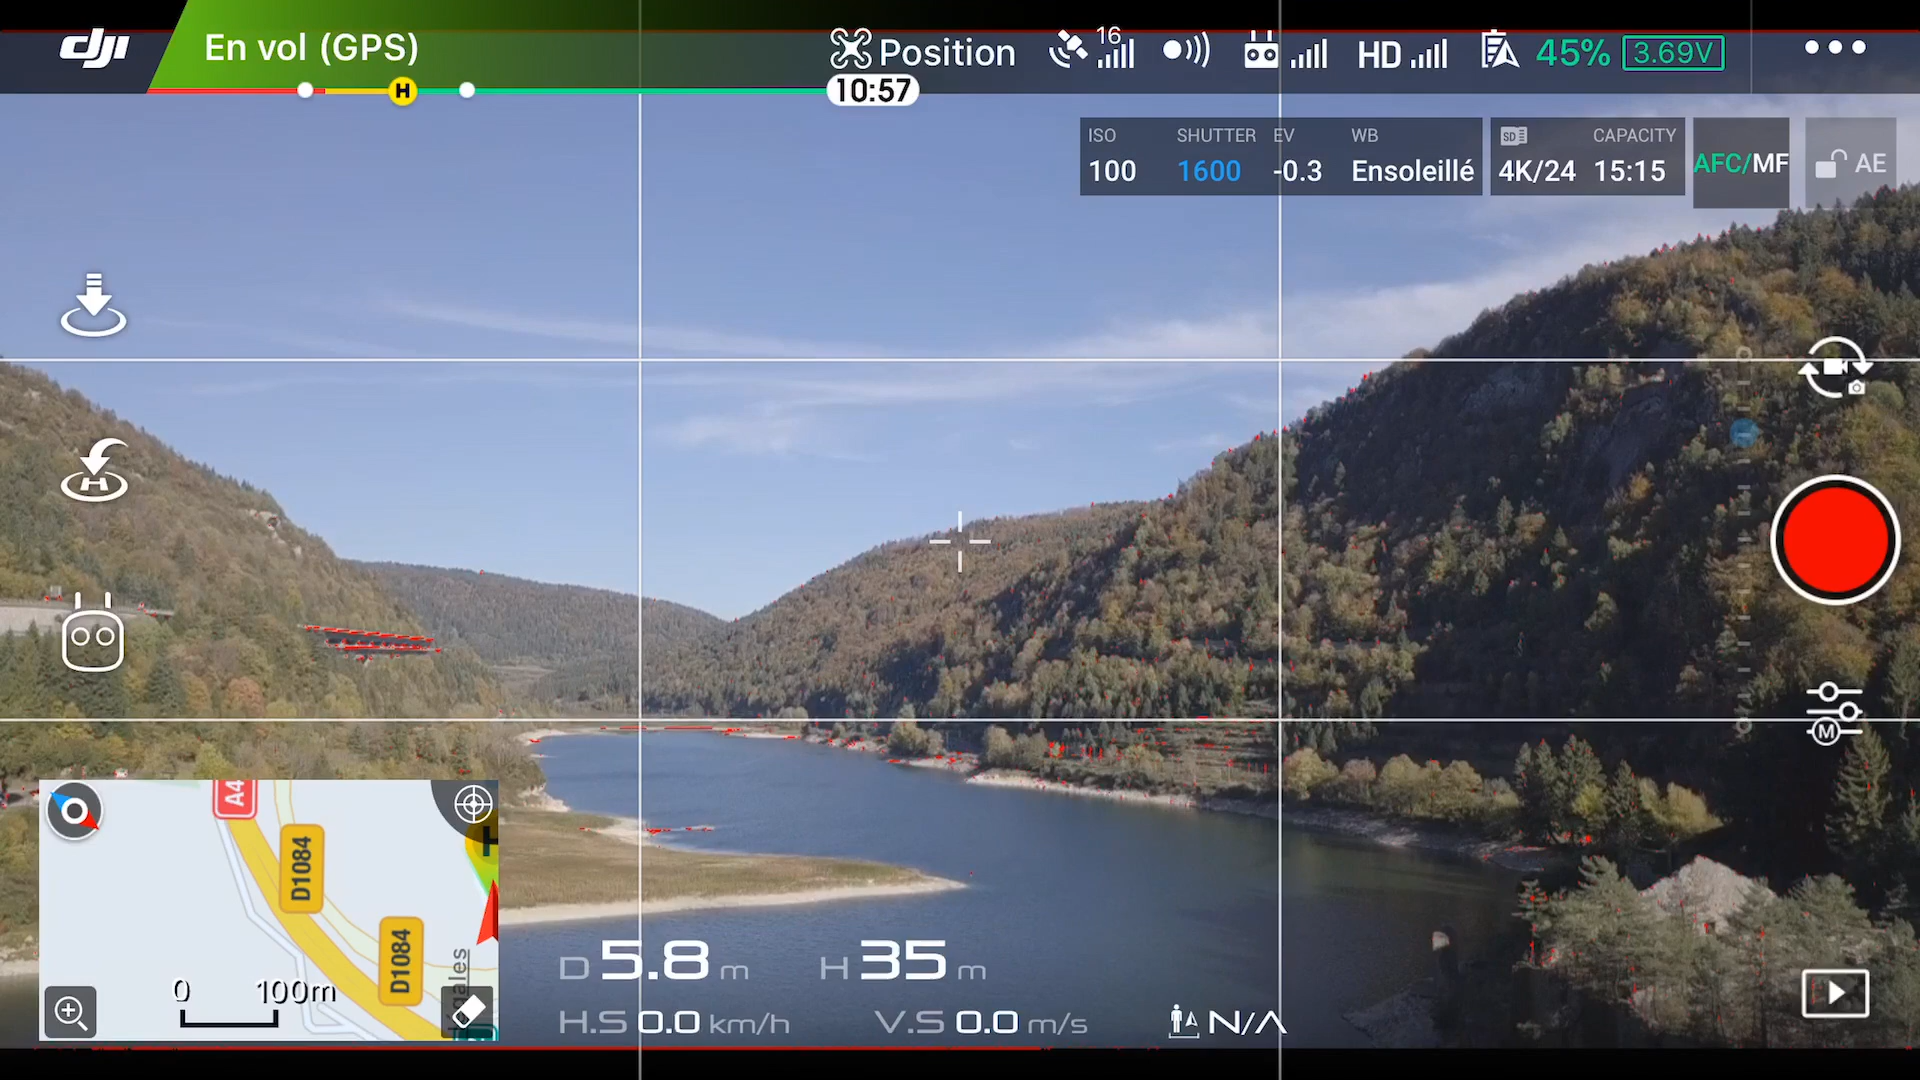 dji
En vol (GPS)
Position
16
HD
45%
3.69V
H
10:57
ISO
SHUTTER
EV
WB
CAPACITY
SD
100
1600
-0.3
Ensoleillé
4K/24
15:15
AFC/MF
AE
H
M
A4
H
D1084
D1084
0
100m
D 5.8 m
H 35 m
H.S 0.0 km/h
V.S 0.0 m/s
N/A